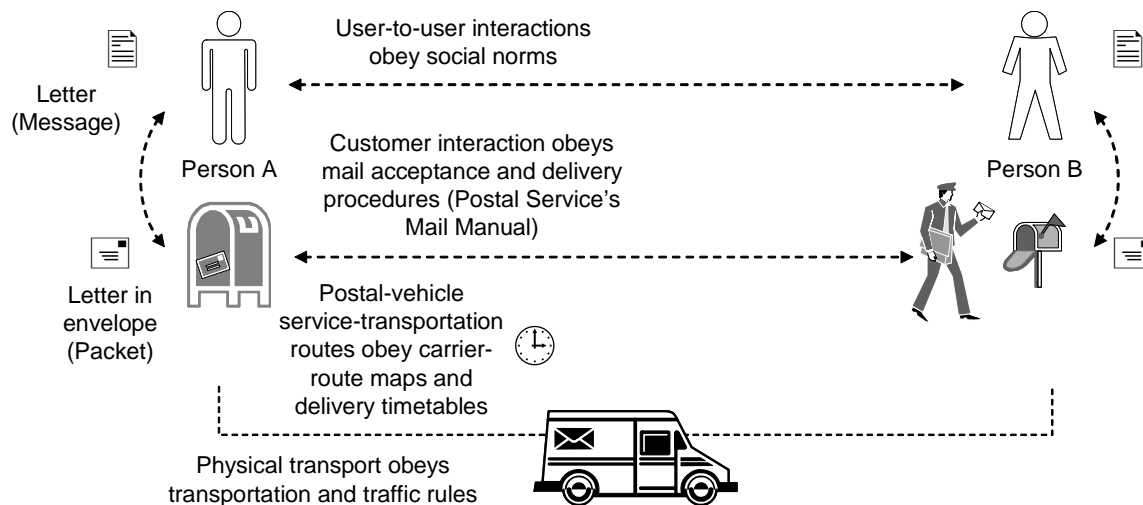 User-to-user interactions
obey social norms
Letter
(Message)
Person A
Person B
Customer interaction obeys
mail acceptance and delivery
procedures (Postal Service's
Mail Manual)
Letter in
envelope
(Packet)
Postal-vehicle
service-transportation
routes obey carrier-
route maps and
delivery timetables
Physical transport obeys
transportation and traffic rules